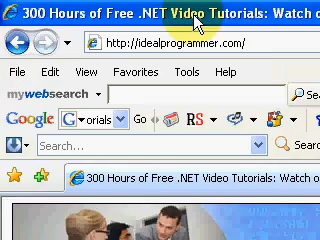 300 Hours of Free .NET Video Tutorials: Watch o
http://idealprogrammer.com/
File Edit View Favorites Tools Help
mywebsearch Sea
Google G orials Go RS
Search...
300 Hours of Free .NET Video Tutorials: Watch o